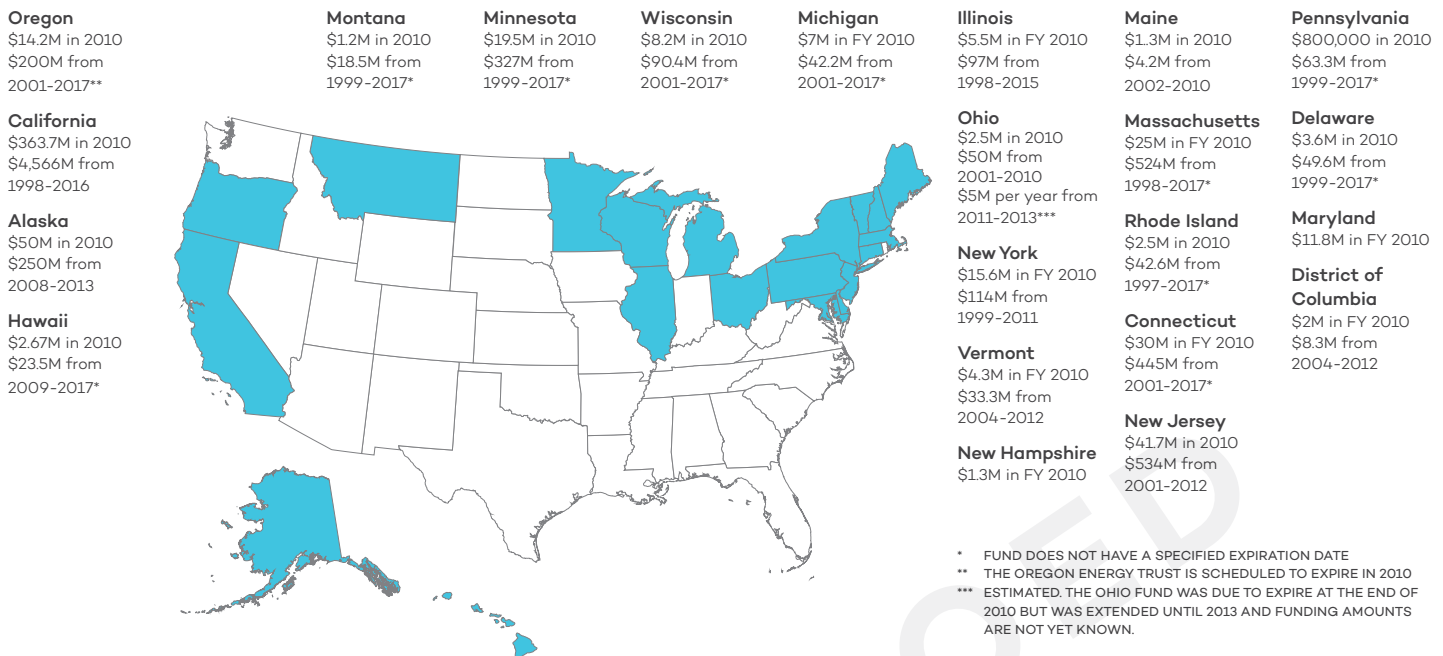 Oregon
$14.2M in 2010
$200M from
2001-2017**
California
$363.7M in 2010
$4,566M from
1998-2016
Alaska
$50M in 2010
$250M from
2008-2013
Hawaii
$2.67M in 2010
$23.5M from
2009-2017*
Montana
$1.2M in 2010
$18.5M from
1999-2017*
Minnesota
$19.5M in 2010
$327M from
1999-2017*
Wisconsin
$8.2M in 2010
$90.4M from
2001-2017*
Michigan
$7M in FY 2010
$42.2M from
2001-2017*
Illinois
$5.5M in FY 2010
$97M from
1998-2015
Ohio
$2.5M in 2010
$50M from
2001-2010
$5M per year from
2011-2013***
New York
$15.6M in FY 2010
$114M from
1999-2011
Vermont
$4.3M in FY 2010
$33.3M from
2004-2012
New Hampshire
$1.3M in FY 2010
Maine
$1..3M in 2010
$4.2M from
2002-2010
Massachusetts
$25M in FY 2010
$524M from
1998-2017*
Rhode Island
$2.5M in 2010
$42.6M from
1997-2017*
Connecticut
$30M in FY 2010
$445M from
2001-2017*
New Jersey
$41.7M in 2010
$534M from
2001-2012
Pennsylvania
$800,000 in 2010
$63.3M from
1999-2017*
Delaware
$3.6M in 2010
$49.6M from
1999-2017*
Maryland
$11.8M in FY 2010
District of
Columbia
$2M in FY 2010
$8.3M from
2004-2012
* FUND DOES NOT HAVE A SPECIFIED EXPIRATION DATE
** THE OREGON ENERGY TRUST IS SCHEDULED TO EXPIRE IN 2010
*** ESTIMATED. THE OHIO FUND WAS DUE TO EXPIRE AT THE END OF
2010 BUT WAS EXTENDED UNTIL 2013 AND FUNDING AMOUNTS
ARE NOT YET KNOWN.